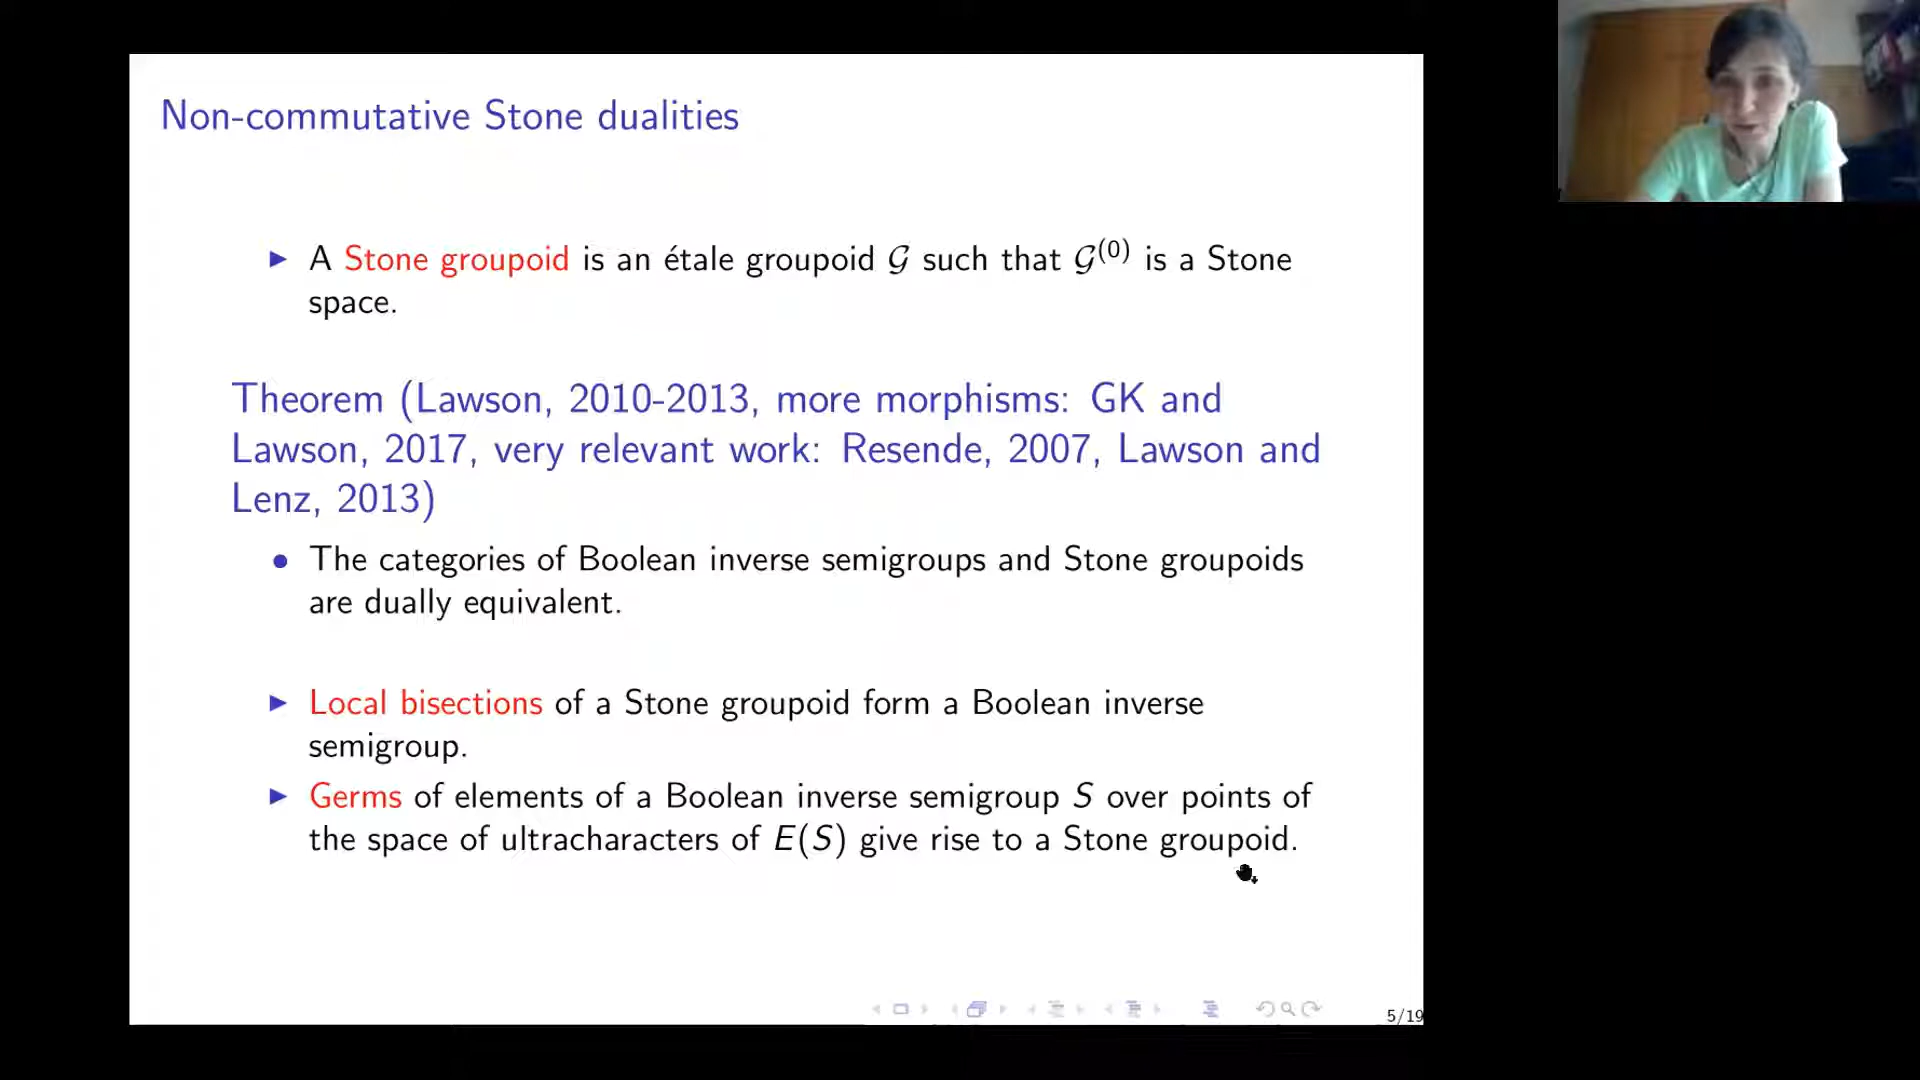 Non-commutative Stone dualities
▶ A Stone groupoid is an étale groupoid 𝒢 such that 𝒢⁽⁰⁾ is a Stone
space.
Theorem (Lawson, 2010-2013, more morphisms: GK and
Lawson, 2017, very relevant work: Resende, 2007, Lawson and
Lenz, 2013)
• The categories of Boolean inverse semigroups and Stone groupoids
are dually equivalent.
▶ Local bisections of a Stone groupoid form a Boolean inverse
semigroup.
▶ Germs of elements of a Boolean inverse semigroup S over points of
the space of ultracharacters of E(S) give rise to a Stone groupoid.
5/19